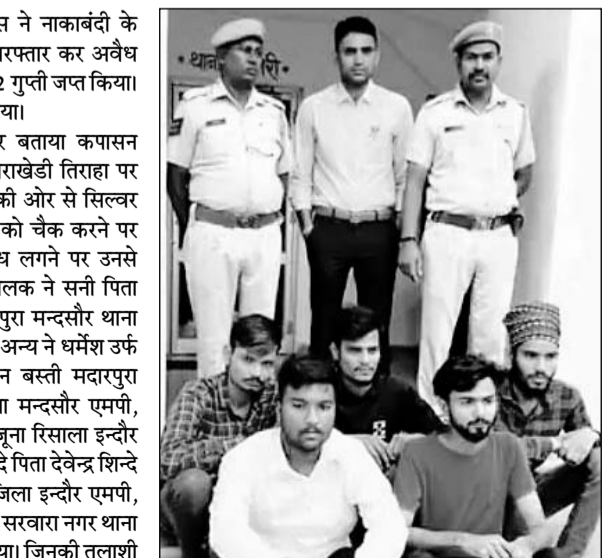 स ने नाकाबंदी के
रफ्तार कर अवैध
2 गुप्ती जप्त किया।
या।
र बताया कपासन
राखेडी तिराहा पर
की ओर से सिल्वर
को चैक करने पर
ध लगने पर उनसे
लक ने सनी पिता
पुरा मन्दसौर थाना
अन्य ने धर्मेश उर्फ
न बस्ती मदारपुरा
ा मन्दसौर एमपी,
जूना रिसाला इन्दौर
दे पिता देवेन्द्र शिन्दे
जिला इन्दौर एमपी,
सरवारा नगर थाना
या। जिनकी तलाशी
थान
री